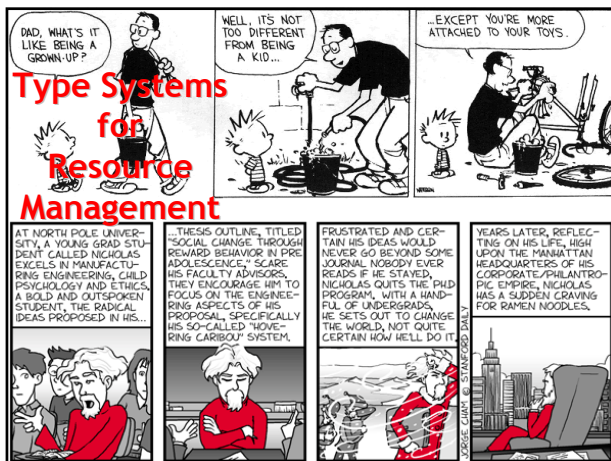 DAD, WHAT'S IT
LIKE BEING A
GROWN-UP?
WELL, IT'S NOT
TOO DIFFERENT
FROM BEING
A KID...
...EXCEPT YOU'RE MORE
ATTACHED TO YOUR TOYS.
Type Systems
for
Resource
Management
AT NORTH POLE UNIVER-
SITY, A YOUNG GRAD STU-
DENT CALLED NICHOLAS
EXCELS IN MANUFACTU-
RING ENGINEERING, CHILD
PSYCHOLOGY AND ETHICS.
A BOLD AND OUTSPOKEN
STUDENT, THE RADICAL
IDEAS PROPOSED IN HIS...
...THESIS OUTLINE, TITLED
"SOCIAL CHANGE THROUGH
REWARD BEHAVIOR IN PRE
ADOLESCENCE," SCARE
HIS FACULTY ADVISORS,
THEY ENCOURAGE HIM TO
FOCUS ON THE ENGINEE-
RING ASPECTS OF HIS
PROPOSAL, SPECIFICALLY
HIS SO-CALLED "HOVE-
RING CARIBOU" SYSTEM.
FRUSTRATED AND CER-
TAIN HIS IDEAS WOULD
NEVER GO BEYOND SOME
JOURNAL NOBODY EVER
READS IF HE STAYED,
NICHOLAS QUITS THE PH.D
PROGRAM. WITH A HAND-
FUL OF UNDERGRADS,
HE SETS OUT TO CHANGE
THE WORLD, NOT QUITE
CERTAIN HOW HE'LL DO IT.
YEARS LATER, REFLEC-
TING ON HIS LIFE, HIGH
UPON THE MANHATTAN
HEADQUARTERS OF HIS
CORPORATE/PHILANTRO-
PIC EMPIRE, NICHOLAS
HAS A SUDDEN CRAVING
FOR RAMEN NOODLES.
JORGE CHAM © STANFORD DAILY